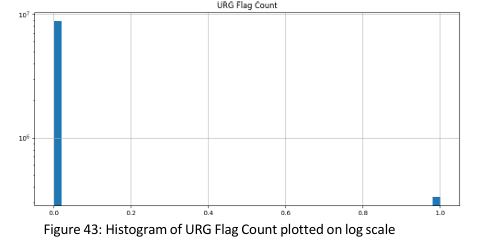 URG Flag Count
10⁷
10⁶
0.0 0.2 0.4 0.6 0.8 1.0
Figure 43: Histogram of URG Flag Count plotted on log scale